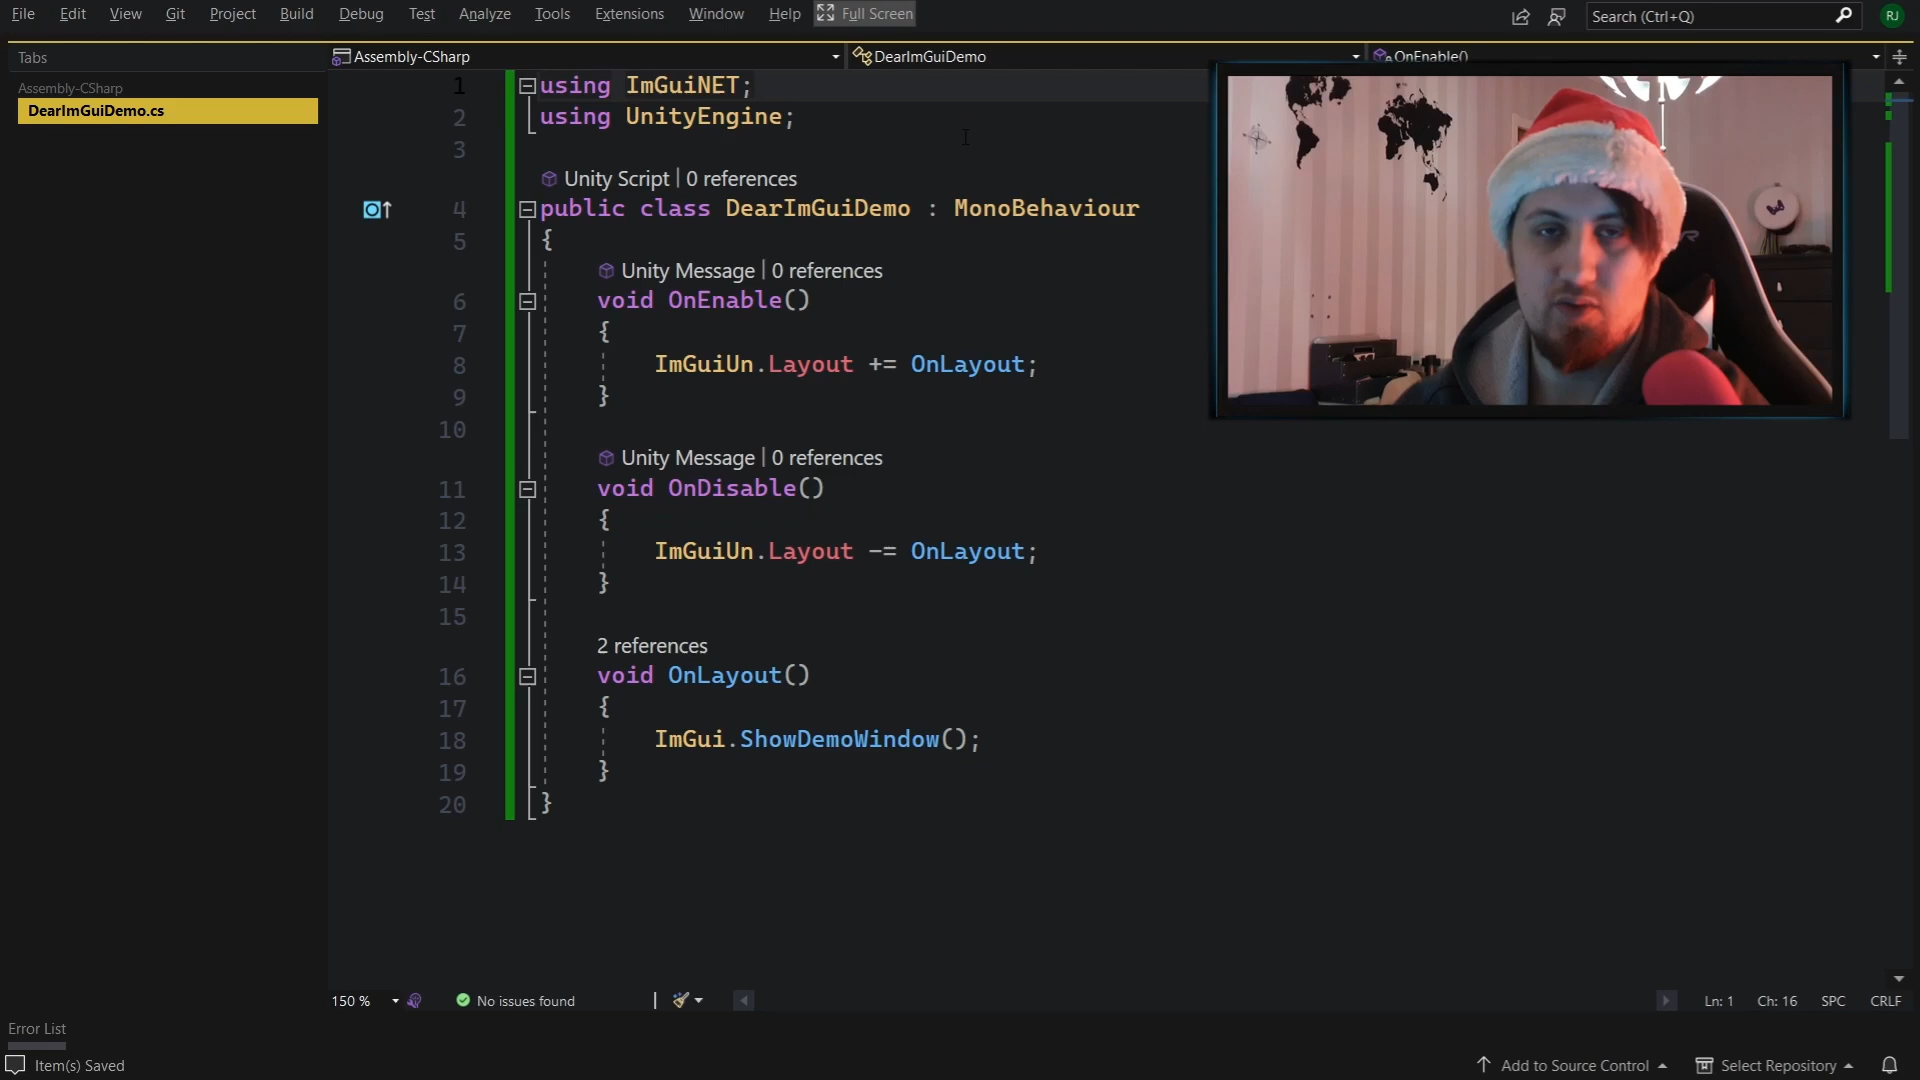 File Edit View Git Project Build Debug Test Analyze Tools Extensions Window Help Full Screen Search (Ctrl+Q) RJ
Tabs
Assembly-CSharp
DearImGuiDemo.cs
Assembly-CSharp DearImGuiDemo OnEnable()
1 using ImGuiNET;
2 using UnityEngine;
3
Unity Script | 0 references
4 public class DearImGuiDemo : MonoBehaviour
5 {
Unity Message | 0 references
6 void OnEnable()
7 {
8 ImGuiUn.Layout += OnLayout;
9 }
10
Unity Message | 0 references
11 void OnDisable()
12 {
13 ImGuiUn.Layout -= OnLayout;
14 }
15
2 references
16 void OnLayout()
17 {
18 ImGui.ShowDemoWindow();
19 }
20 }
150 % No issues found Ln: 1 Ch: 16 SPC CRLF
Error List
Item(s) Saved Add to Source Control Select Repository